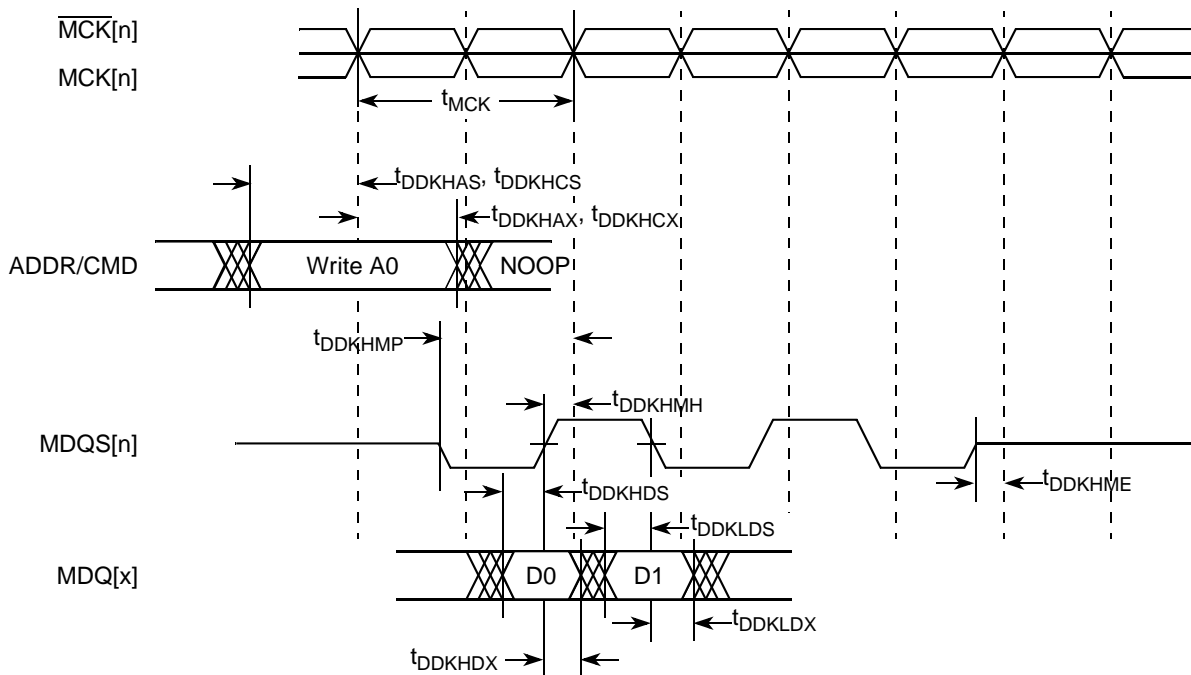 MCK[n]
MCK[n]
tMCK
tDDKHAS, tDDKHCS
tDDKHAX, tDDKHCX
ADDR/CMD
Write A0
NOOP
tDDKHMP
tDDKHMH
MDQS[n]
tDDKHDS
tDDKHME
tDDKLDS
MDQ[x]
D0
D1
tDDKLDX
tDDKHDX